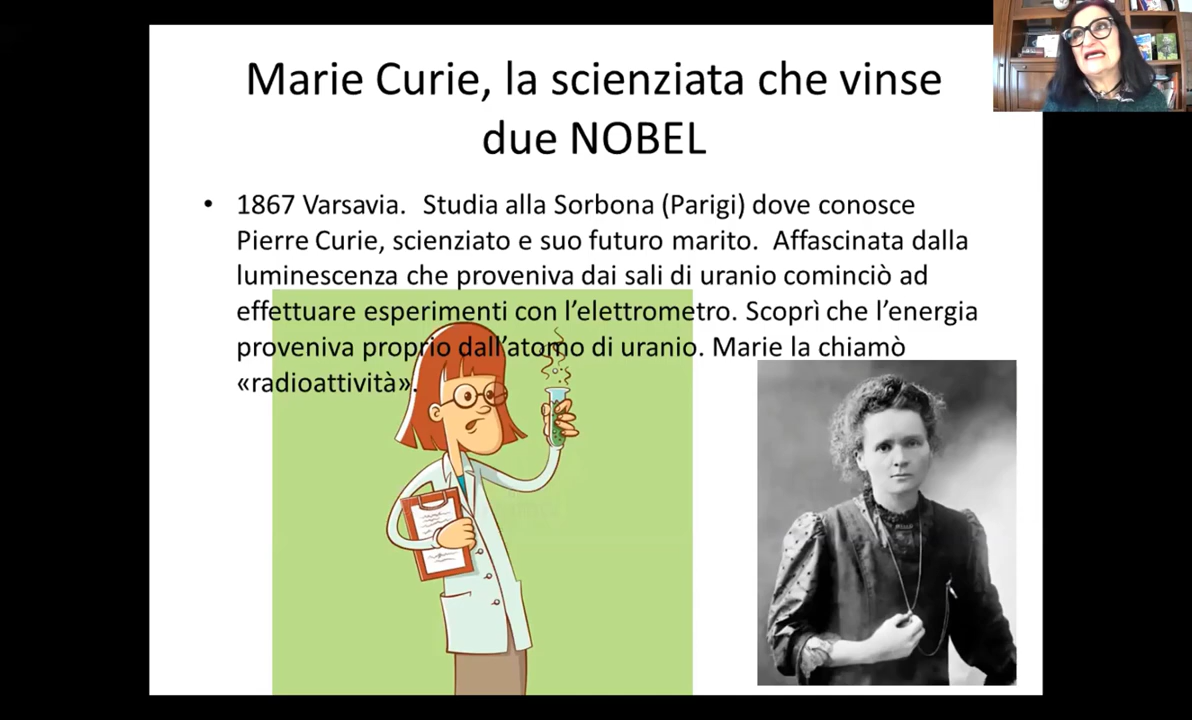 Marie Curie, la scienziata che vinse
due NOBEL
• 1867 Varsavia. Studia alla Sorbona (Parigi) dove conosce
Pierre Curie, scienziato e suo futuro marito. Affascinata dalla
luminescenza che proveniva dai sali di uranio cominciò ad
effettuare esperimenti con l’elettrometro. Scoprì che l’energia
proveniva proprio dall’atomo di uranio. Marie la chiamò
«radioattività».